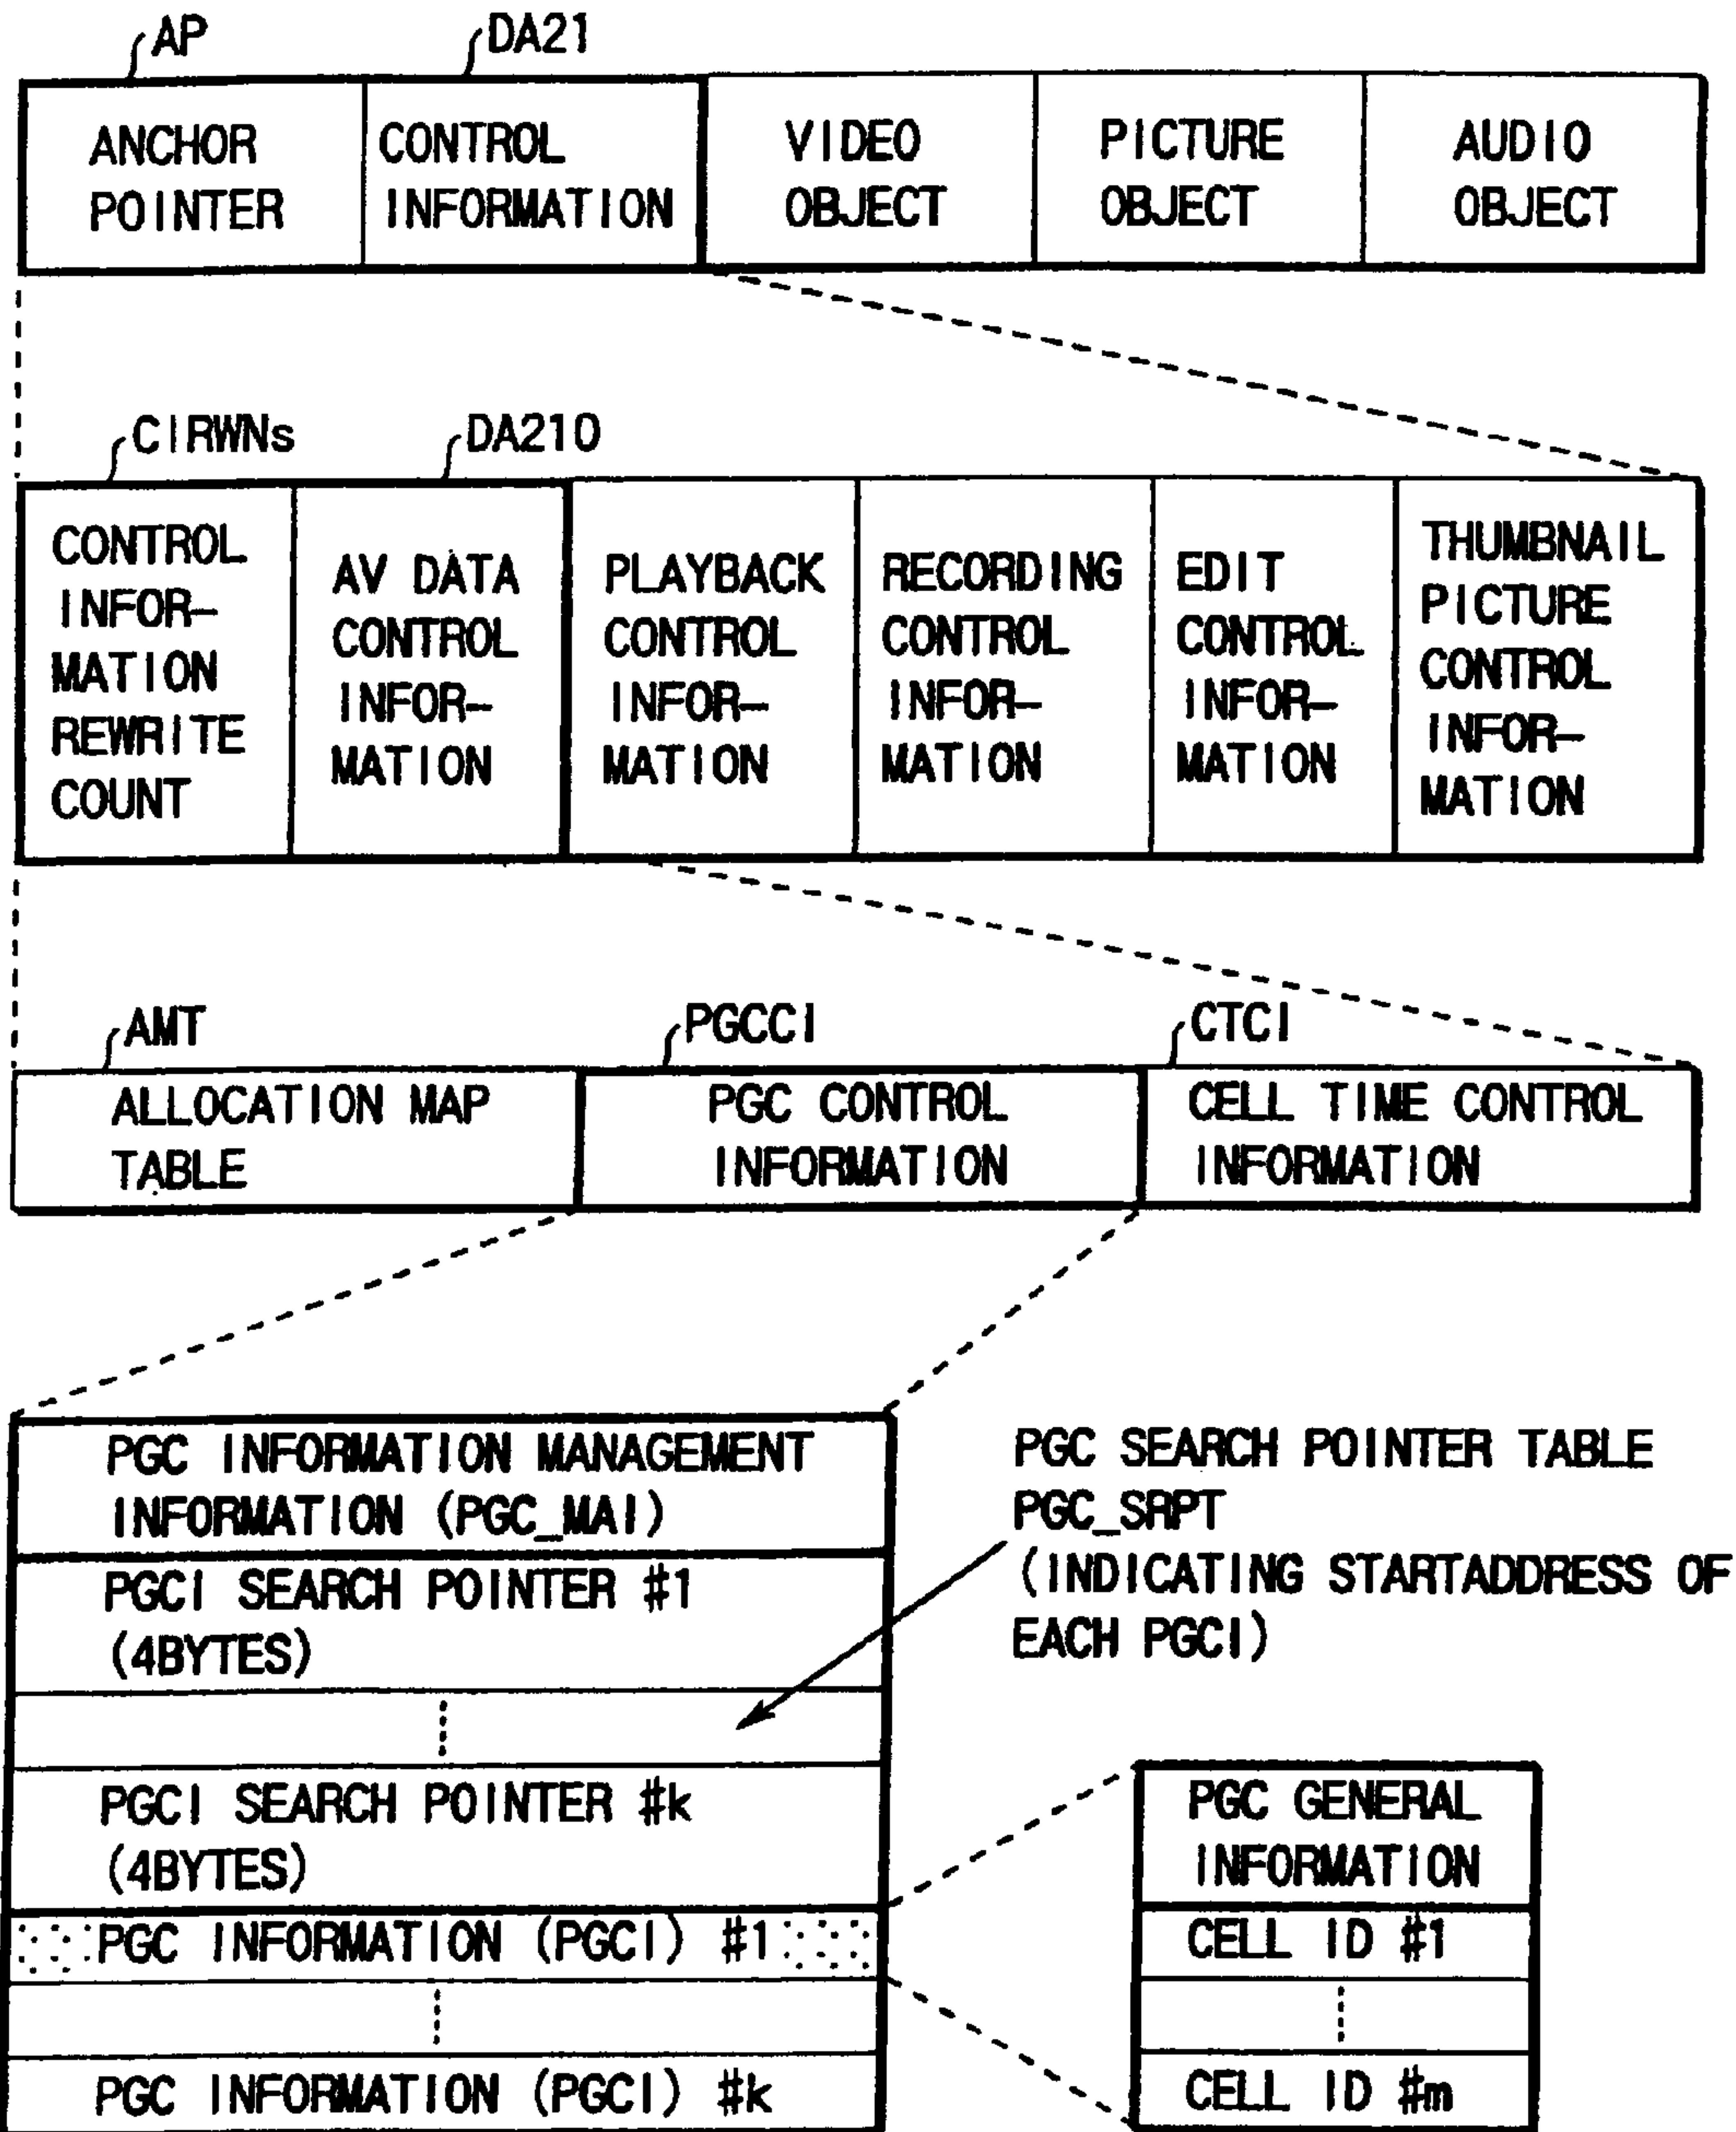 AP
DA21
ANCHOR
POINTER
CONTROL
INFORMATION
VIDEO
OBJECT
PICTURE
OBJECT
AUDIO
OBJECT
CIRWNs
DA210
CONTROL
INFOR-
MATION
REWRITE
COUNT
AV DATA
CONTROL
INFOR-
MATION
PLAYBACK
CONTROL
INFOR-
MATION
RECORDING
CONTROL
INFOR-
MATION
EDIT
CONTROL
INFOR-
MATION
THUMBNAIL
PICTURE
CONTROL
INFOR-
MATION
AMT
PGCCI
CTCI
ALLOCATION MAP
TABLE
PGC CONTROL
INFORMATION
CELL TIME CONTROL
INFORMATION
PGC INFORMATION MANAGEMENT
INFORMATION (PGC_MAI)
PGCI SEARCH POINTER #1
(4BYTES)
PGCI SEARCH POINTER #k
(4BYTES)
PGC INFORMATION (PGCI) #1
PGC INFORMATION (PGCI) #k
PGC SEARCH POINTER TABLE
PGC_SRPT
(INDICATING STARTADDRESS OF
EACH PGCI)
PGC GENERAL
INFORMATION
CELL ID #1
CELL ID #m